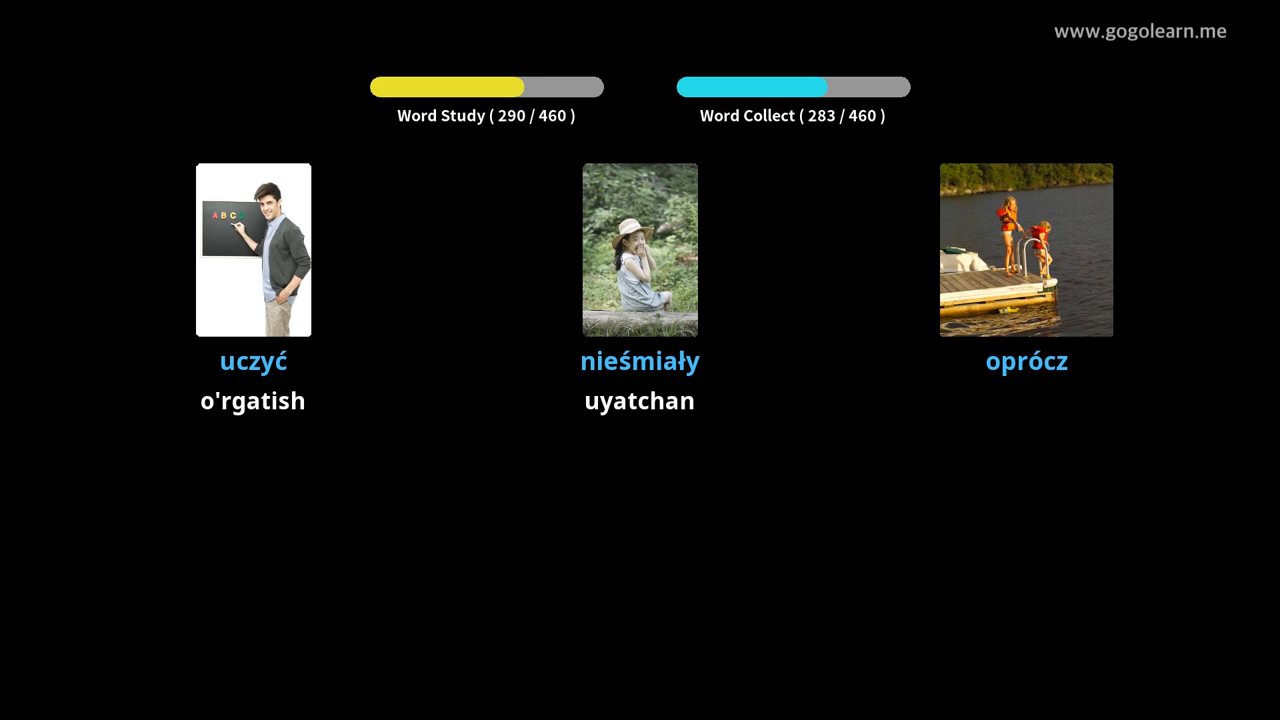 www.gogolearn.me
Word Study ( 290 / 460 )
Word Collect ( 283 / 460 )
A B C
uczyć
nieśmiały
oprócz
o'rgatish
uyatchan